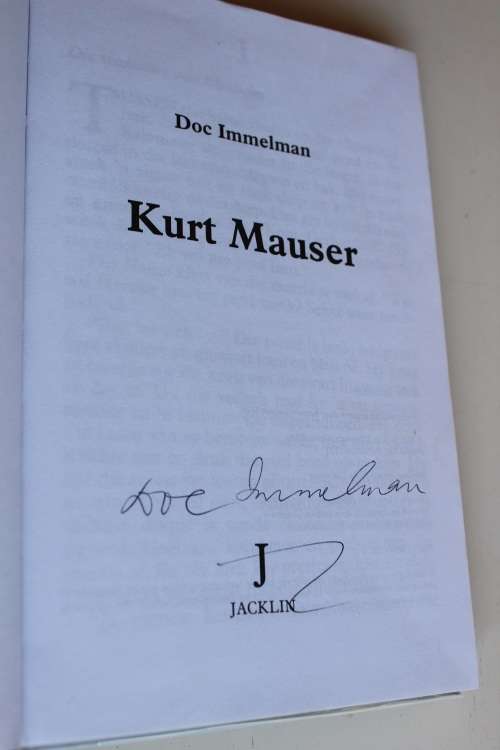 Doc Immelman
Kurt Mauser
Doc Immelman
J
JACKLIN